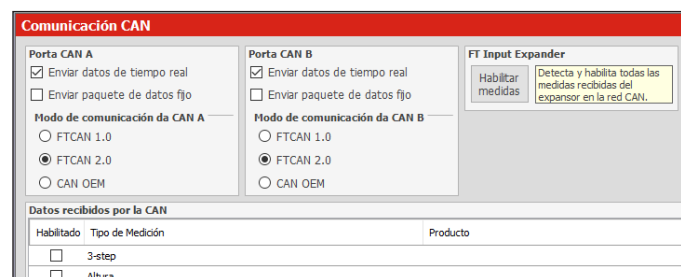 Comunicación CAN
Porta CAN A
Enviar datos de tiempo real
Enviar paquete de datos fijo
Modo de comunicación da CAN A
FTCAN 1.0
FTCAN 2.0
CAN OEM
Porta CAN B
Enviar datos de tiempo real
Enviar paquete de datos fijo
Modo de comunicación da CAN B
FTCAN 1.0
FTCAN 2.0
CAN OEM
FT Input Expander
Habilitar
medidas
Detecta y habilita todas las
medidas recibidas del
expansor en la red CAN.
Datos recibidos por la CAN
Habilitado Tipo de Medición Producto
3-step
Altura